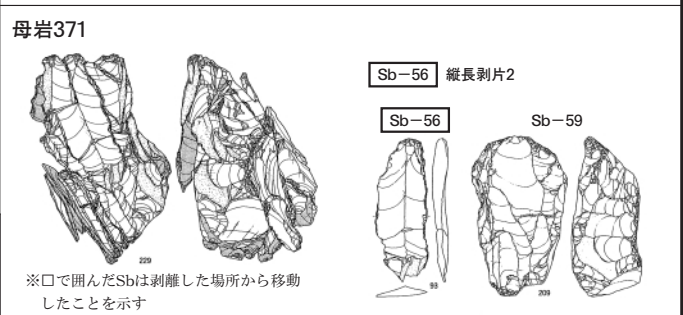 母岩371
Sb－56 縦長剥片2
Sb－56 Sb－59
229
93
209
※□で囲んだSbは剥離した場所から移動
したことを示す